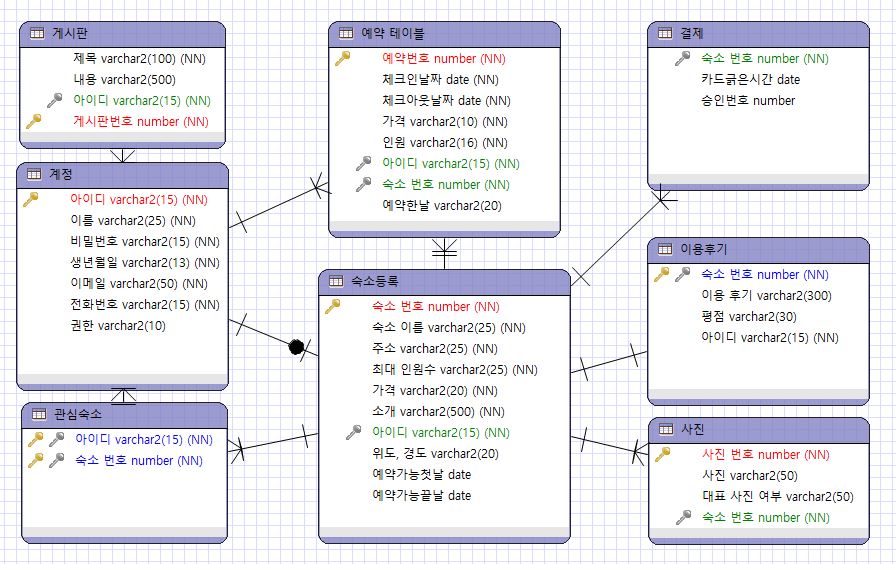 게시판
제목 varchar2(100) (NN)
내용 varchar2(500)
아이디 varchar2(15) (NN)
게시판번호 number (NN)
계정
아이디 varchar2(15) (NN)
이름 varchar2(25) (NN)
비밀번호 varchar2(15) (NN)
생년월일 varchar2(13) (NN)
이메일 varchar2(50) (NN)
전화번호 varchar2(15) (NN)
권한 varchar2(10)
관심숙소
아이디 varchar2(15) (NN)
숙소 번호 number (NN)
예약 테이블
예약번호 number (NN)
체크인날짜 date (NN)
체크아웃날짜 date (NN)
가격 varchar2(10) (NN)
인원 varchar2(16) (NN)
아이디 varchar2(15) (NN)
숙소 번호 number (NN)
예약한날 varchar2(20)
숙소등록
숙소 번호 number (NN)
숙소 이름 varchar2(25) (NN)
주소 varchar2(25) (NN)
최대 인원수 varchar2(25) (NN)
가격 varchar2(20) (NN)
소개 varchar2(500) (NN)
아이디 varchar2(15) (NN)
위도, 경도 varchar2(20)
예약가능첫날 date
예약가능끝날 date
결제
숙소 번호 number (NN)
카드긁은시간 date
승인번호 number
이용후기
숙소 번호 number (NN)
이용 후기 varchar2(300)
평점 varchar2(30)
아이디 varchar2(15) (NN)
사진
사진 번호 number (NN)
사진 varchar2(50)
대표 사진 여부 varchar2(50)
숙소 번호 number (NN)